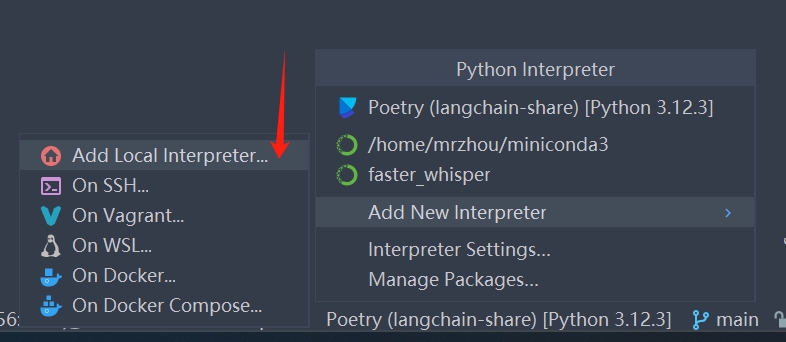 Python Interpreter
Poetry (langchain-share) [Python 3.12.3]
/home/mrzhou/miniconda3
faster_whisper
Add New Interpreter
Interpreter Settings...
Manage Packages...
Add Local Interpreter...
On SSH...
On Vagrant...
On WSL...
On Docker...
On Docker Compose...
56:
Poetry (langchain-share) [Python 3.12.3]
main